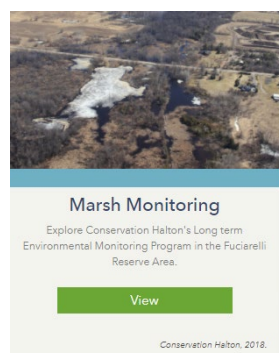 Marsh Monitoring
Explore Conservation Halton's Long term
Environmental Monitoring Program in the Fuciarelli
Reserve Area.
View
Conservation Halton, 2018.